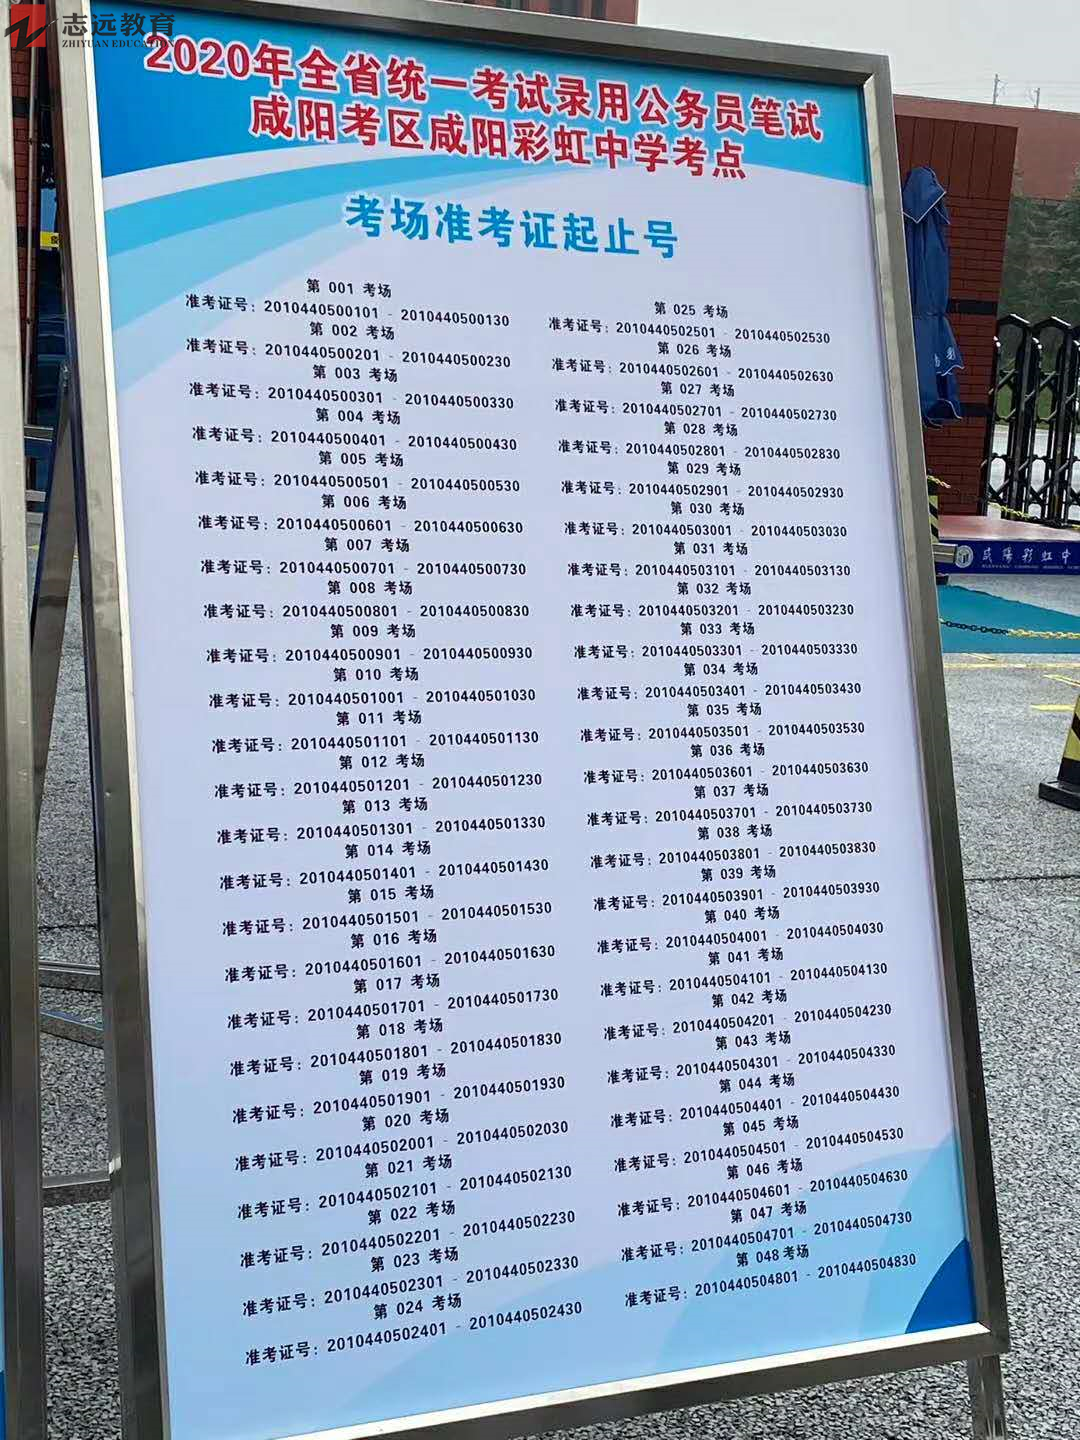 志远教育
ZHIYUAN EDUCATION
2020年全省统一考试录用公务员笔试
咸阳考区咸阳彩虹中学考点
考场准考证起止号
第 001 考场
准考证号：2010440500101 - 2010440500130
第 002 考场
准考证号：2010440500201 - 2010440500230
第 003 考场
准考证号：2010440500301 - 2010440500330
第 004 考场
准考证号：2010440500401 - 2010440500430
第 005 考场
准考证号：2010440500501 - 2010440500530
第 006 考场
准考证号：2010440500601 - 2010440500630
第 007 考场
准考证号：2010440500701 - 2010440500730
第 008 考场
准考证号：2010440500801 - 2010440500830
第 009 考场
准考证号：2010440500901 - 2010440500930
第 010 考场
准考证号：2010440501001 - 2010440501030
第 011 考场
准考证号：2010440501101 - 2010440501130
第 012 考场
准考证号：2010440501201 - 2010440501230
第 013 考场
准考证号：2010440501301 - 2010440501330
第 014 考场
准考证号：2010440501401 - 2010440501430
第 015 考场
准考证号：2010440501501 - 2010440501530
第 016 考场
准考证号：2010440501601 - 2010440501630
第 017 考场
准考证号：2010440501701 - 2010440501730
第 018 考场
准考证号：2010440501801 - 2010440501830
第 019 考场
准考证号：2010440501901 - 2010440501930
第 020 考场
准考证号：2010440502001 - 2010440502030
第 021 考场
准考证号：2010440502101 - 2010440502130
第 022 考场
准考证号：2010440502201 - 2010440502230
第 023 考场
准考证号：2010440502301 - 2010440502330
第 024 考场
准考证号：2010440502401 - 2010440502430
第 025 考场
准考证号：2010440502501 - 2010440502530
第 026 考场
准考证号：2010440502601 - 2010440502630
第 027 考场
准考证号：2010440502701 - 2010440502730
第 028 考场
准考证号：2010440502801 - 2010440502830
第 029 考场
准考证号：2010440502901 - 2010440502930
第 030 考场
准考证号：2010440503001 - 2010440503030
第 031 考场
准考证号：2010440503101 - 2010440503130
第 032 考场
准考证号：2010440503201 - 2010440503230
第 033 考场
准考证号：2010440503301 - 2010440503330
第 034 考场
准考证号：2010440503401 - 2010440503430
第 035 考场
准考证号：2010440503501 - 2010440503530
第 036 考场
准考证号：2010440503601 - 2010440503630
第 037 考场
准考证号：2010440503701 - 2010440503730
第 038 考场
准考证号：2010440503801 - 2010440503830
第 039 考场
准考证号：2010440503901 - 2010440503930
第 040 考场
准考证号：2010440504001 - 2010440504030
第 041 考场
准考证号：2010440504101 - 2010440504130
第 042 考场
准考证号：2010440504201 - 2010440504230
第 043 考场
准考证号：2010440504301 - 2010440504330
第 044 考场
准考证号：2010440504401 - 2010440504430
第 045 考场
准考证号：2010440504501 - 2010440504530
第 046 考场
准考证号：2010440504601 - 2010440504630
第 047 考场
准考证号：2010440504701 - 2010440504730
第 048 考场
准考证号：2010440504801 - 2010440504830
咸阳彩虹中